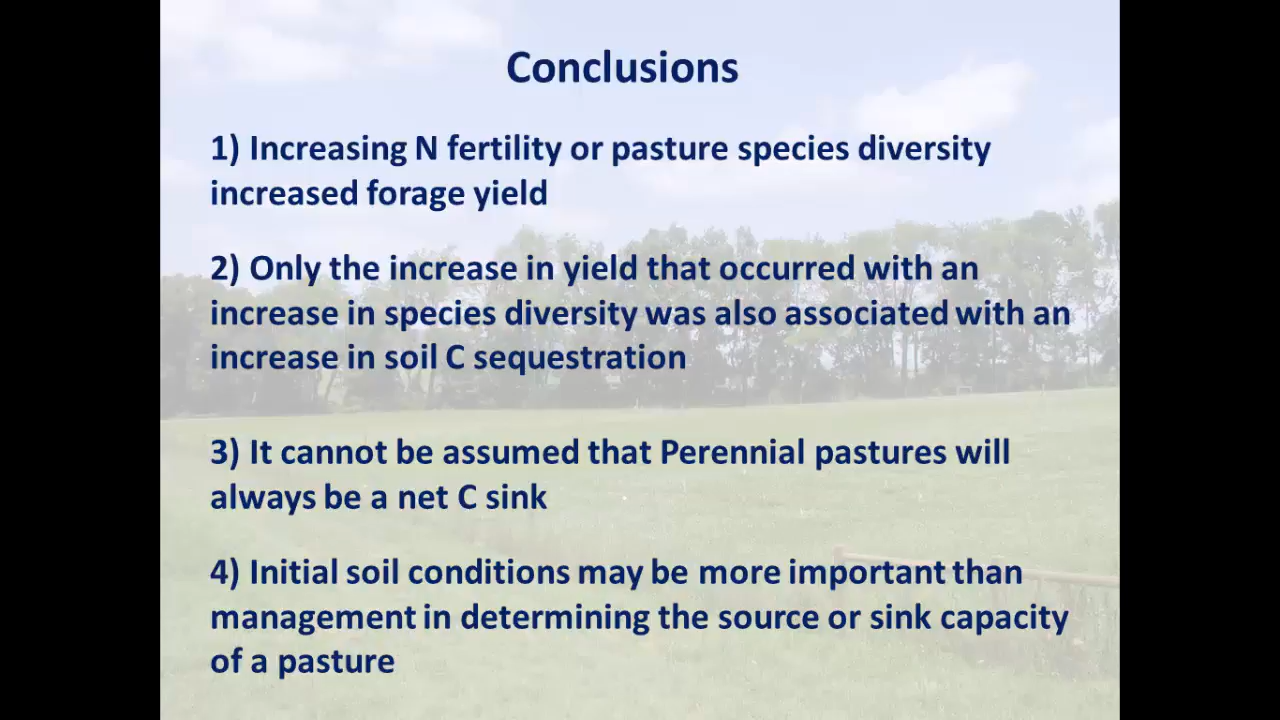 Conclusions
1) Increasing N fertility or pasture species diversity
increased forage yield
2) Only the increase in yield that occurred with an
increase in species diversity was also associated with an
increase in soil C sequestration
3) It cannot be assumed that Perennial pastures will
always be a net C sink
4) Initial soil conditions may be more important than
management in determining the source or sink capacity
of a pasture